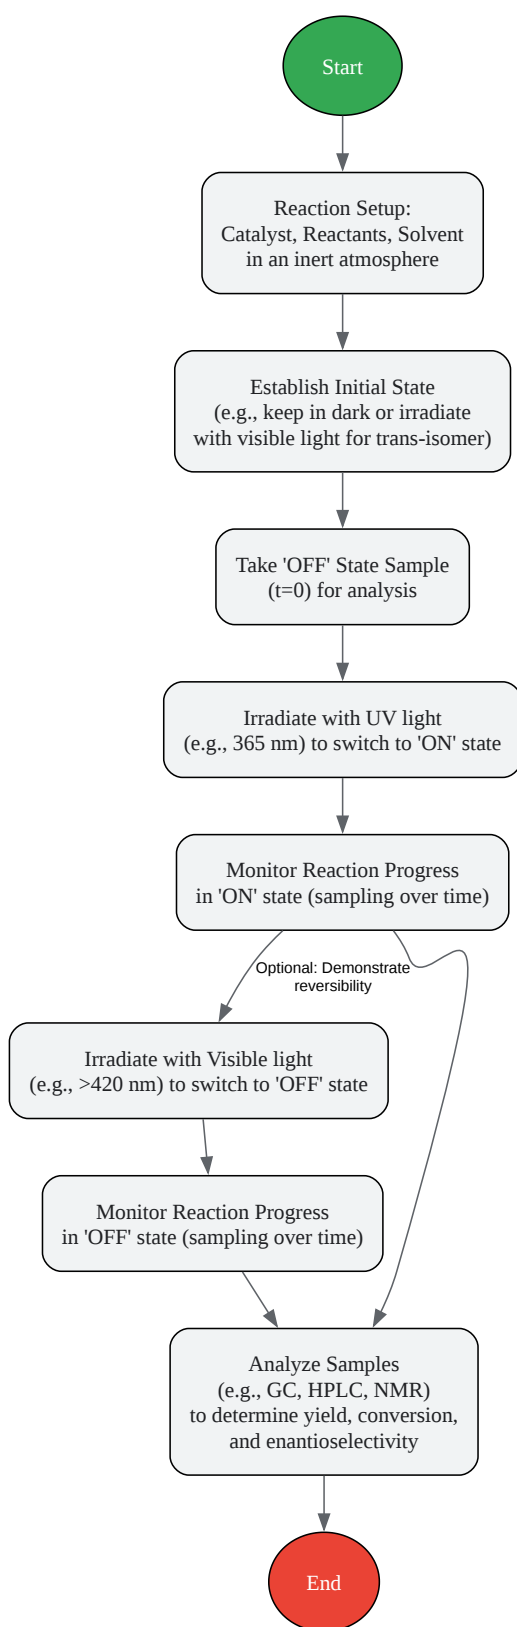 Start
Reaction Setup:
Catalyst, Reactants, Solvent
in an inert atmosphere
Establish Initial State
(e.g., keep in dark or irradiate
with visible light for trans-isomer)
Take 'OFF' State Sample
(t=0) for analysis
Irradiate with UV light
(e.g., 365 nm) to switch to 'ON' state
Monitor Reaction Progress
in 'ON' state (sampling over time)
Optional: Demonstrate
reversibility
Irradiate with Visible light
(e.g., >420 nm) to switch to 'OFF' state
Monitor Reaction Progress
in 'OFF' state (sampling over time)
Analyze Samples
(e.g., GC, HPLC, NMR)
to determine yield, conversion,
and enantioselectivity
End